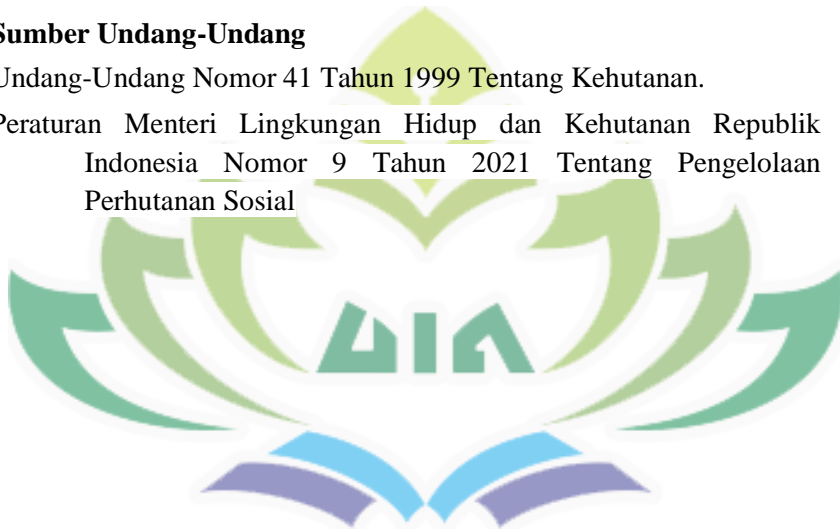 Sumber Undang-Undang
Undang-Undang Nomor 41 Tahun 1999 Tentang Kehutanan.
Peraturan Menteri Lingkungan Hidup dan Kehutanan Republik
Indonesia Nomor 9 Tahun 2021 Tentang Pengelolaan
Perhutanan Sosial
UIN